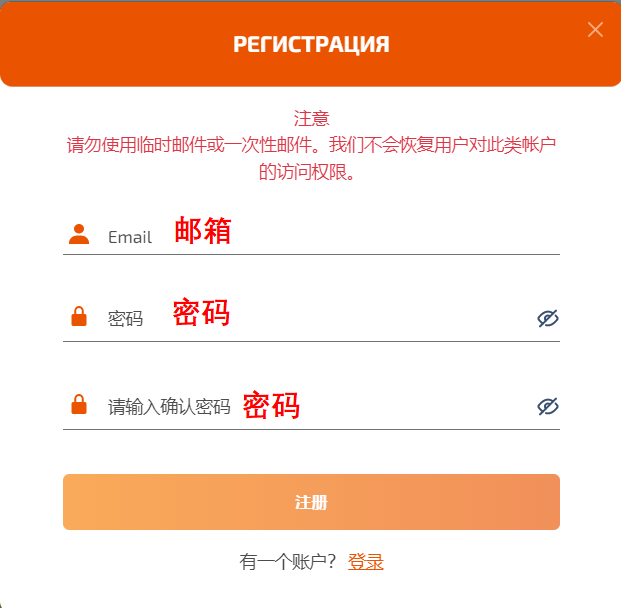 РЕГИСТРАЦИЯ
注意
请勿使用临时邮件或一次性邮件。我们不会恢复用户对此类帐户
的访问权限。
Email 邮箱
密码 密码
请输入确认密码 密码
注册
有一个账户？ 登录